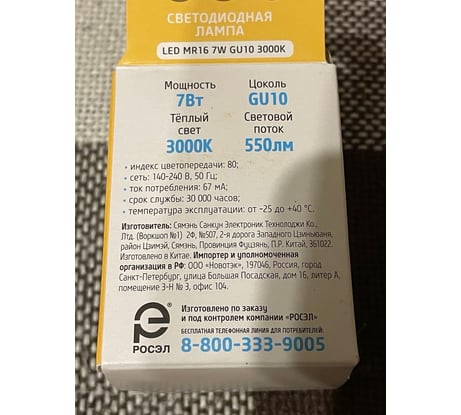 СВЕТОДИОДНАЯ
ЛАМПА
LED MR16 7W GU10 3000K
Мощность
7Вт
Цоколь
GU10
Тёплый
свет
3000K
Световой
поток
550лм
• индекс цветопередачи: 80;
• сеть: 140-240 В, 50 Гц;
• ток потребления: 67 мА;
• срок службы: 30 000 часов;
• температура эксплуатации: от -25 до +40 °C.
Изготовитель: Сямэнь Санкун Электроник Технолоджи Ко.,
Лтд. (Воркшоп №1) 2Ф, №507, 2-я дорога Западного Цзиньюаня,
район Цзимэй, Сямэнь, Провинция Фуцзянь, П.Р. Китай, 361022.
Изготовлено в Китае. Импортер и уполномоченная
организация в РФ: ООО «Новотэк», 197046, Россия, город
Санкт-Петербург, улица Большая Посадская, дом 16, литер А,
помещение 3-Н № 3, офис 104.
®
РОСЭЛ
Изготовлено по заказу
и под контролем компании «РОСЭЛ»
БЕСПЛАТНАЯ ТЕЛЕФОННАЯ ЛИНИЯ ДЛЯ ПОТРЕБИТЕЛЕЙ:
8-800-333-9005